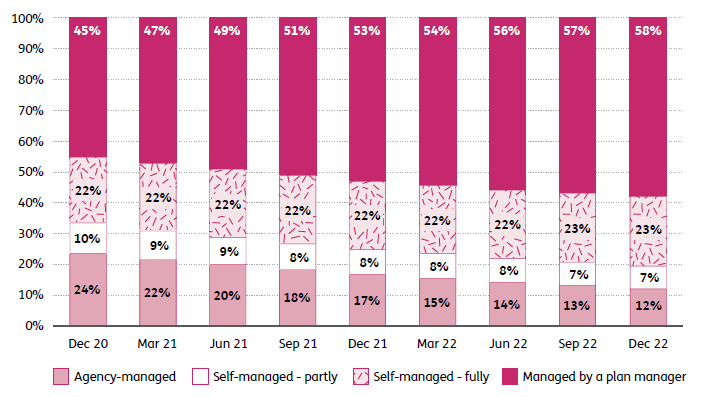 100%
90%
80%
70%
60%
50%
40%
30%
20%
10%
0%
45% 47% 49% 51% 53% 54% 56% 57% 58%
22% 22% 22% 22% 22% 22% 22% 23% 23%
10% 9% 9% 8% 8% 8% 8% 7% 7%
24% 22% 20% 18% 17% 15% 14% 13% 12%
Dec 20 Mar 21 Jun 21 Sep 21 Dec 21 Mar 22 Jun 22 Sep 22 Dec 22
Agency-managed Self-managed - partly Self-managed - fully Managed by a plan manager